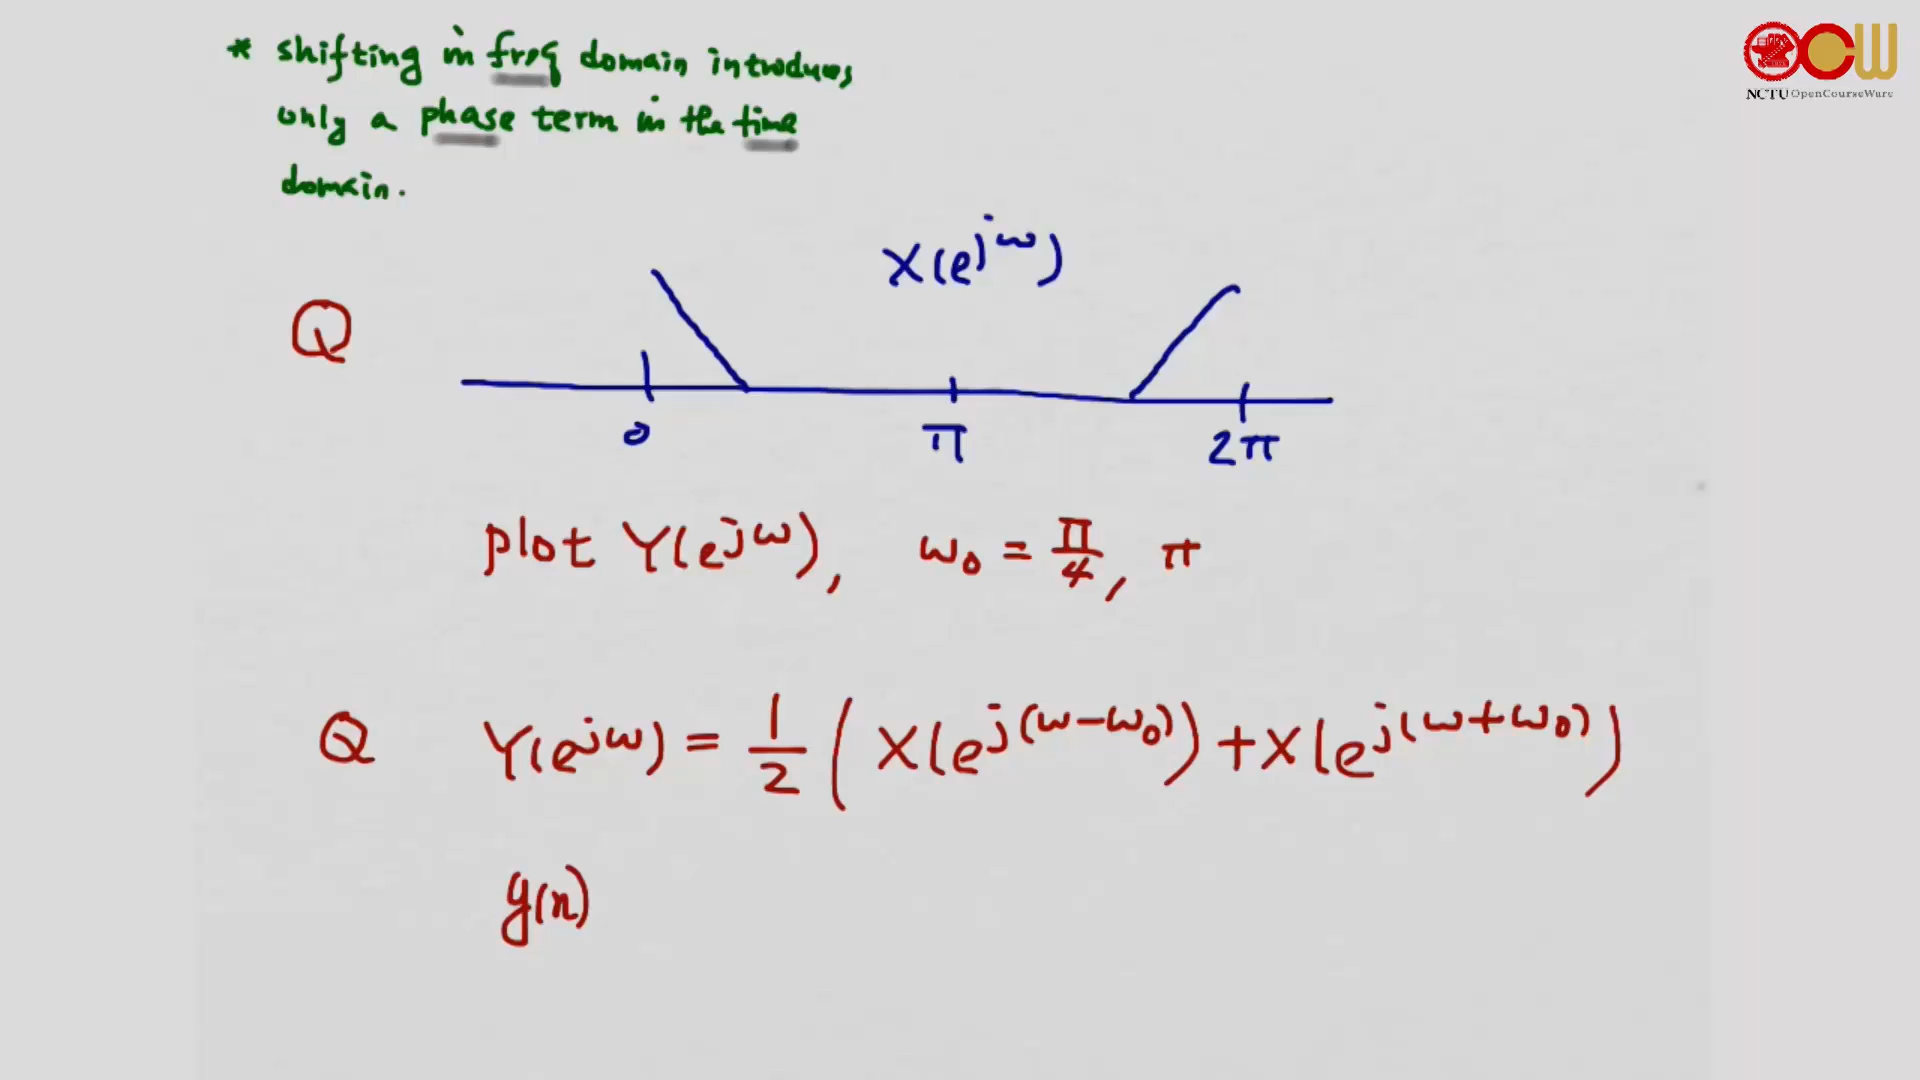 * shifting in freq domain introduces
only a phase term in the time
domain.
OCW
NCTU OpenCourseWare
X(e^{jω})
Q
0 π 2π
plot Y(e^{jω}), ω₀ = π/4, π
Q Y(e^{jω}) = 1/2 ( X(e^{j(ω-ω₀)}) + X(e^{j(ω+ω₀)})
y(n)